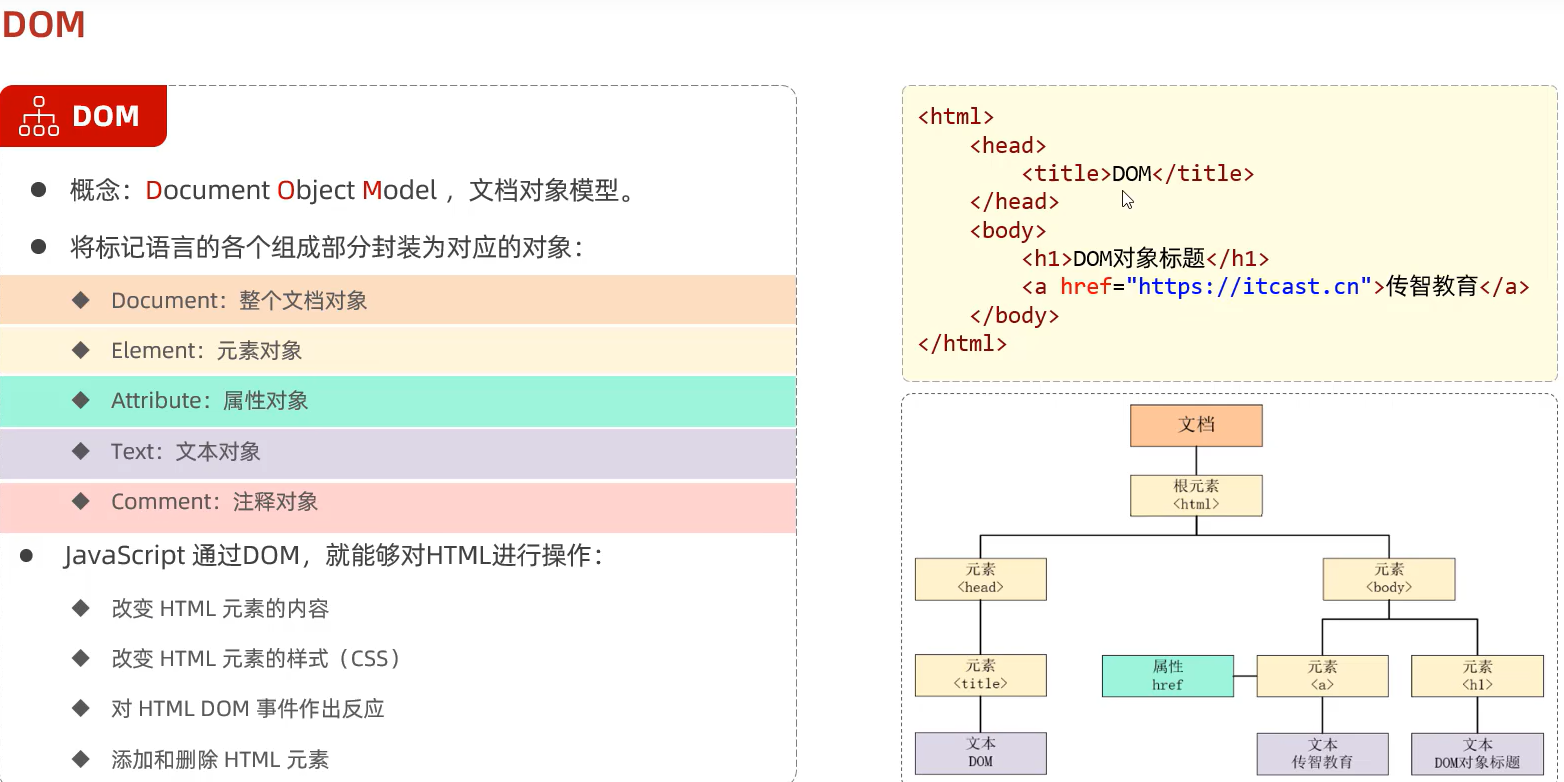 DOM
DOM
概念：Document Object Model ，文档对象模型。
将标记语言的各个组成部分封装为对应的对象：
Document：整个文档对象
Element：元素对象
Attribute：属性对象
Text：文本对象
Comment：注释对象
JavaScript 通过DOM，就能够对HTML进行操作：
改变 HTML 元素的内容
改变 HTML 元素的样式（CSS）
对 HTML DOM 事件作出反应
添加和删除 HTML 元素
<html>
<head>
<title>DOM</title>
</head>
<body>
<h1>DOM对象标题</h1>
<a href="https://itcast.cn">传智教育</a>
</body>
</html>
文档
根元素
<html>
元素
<head>
元素
<body>
元素
<title>
属性
href
元素
<a>
元素
<h1>
文本
DOM
文本
传智教育
文本
DOM对象标题